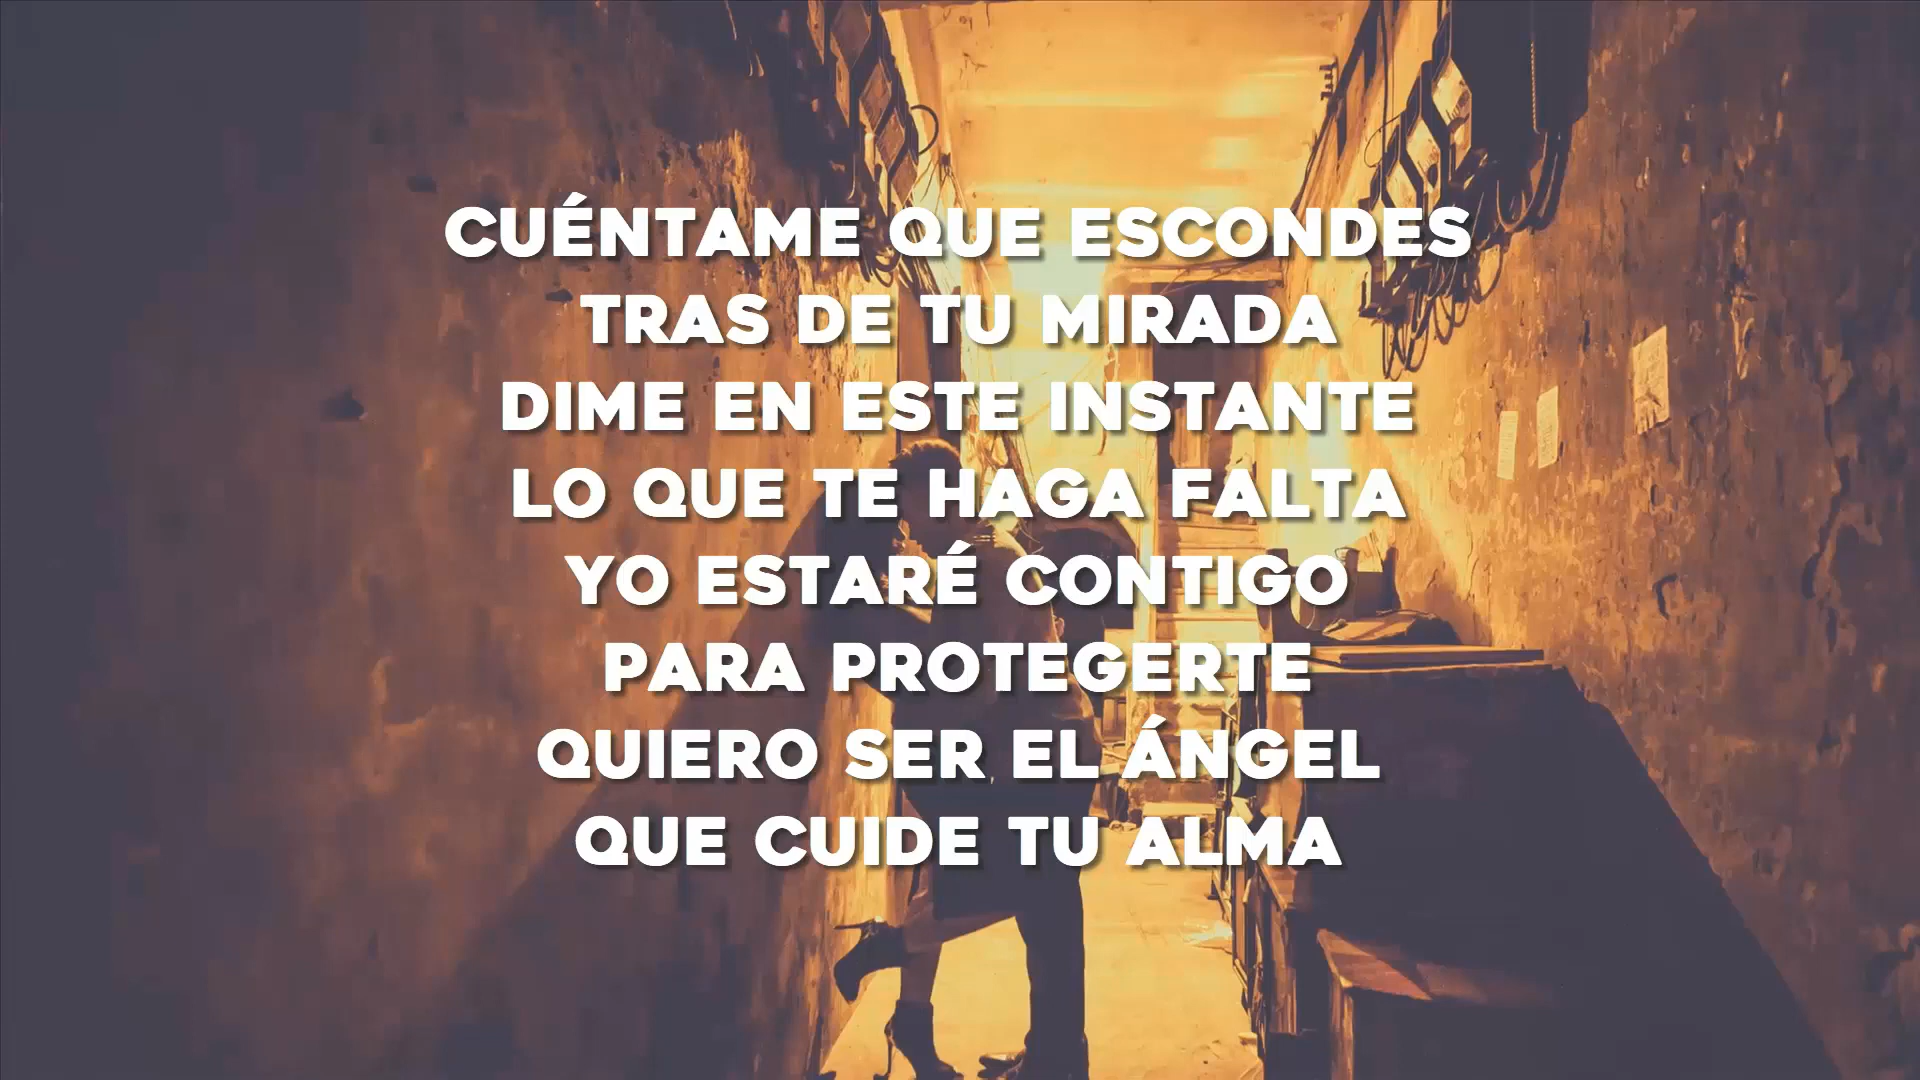 CUÉNTAME QUE ESCONDES
TRAS DE TU MIRADA
DIME EN ESTE INSTANTE
LO QUE TE HAGA FALTA
YO ESTARÉ CONTIGO
PARA PROTEGERTE
QUIERO SER EL ÁNGEL
QUE CUIDE TU ALMA